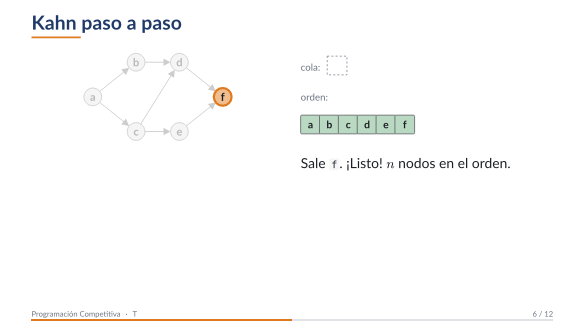 Kahn paso a paso
b
d
a
f
c
e
cola:
orden:
a b c d e f
Sale f. ¡Listo! n nodos en el orden.
Programación Competitiva · T
6 / 12